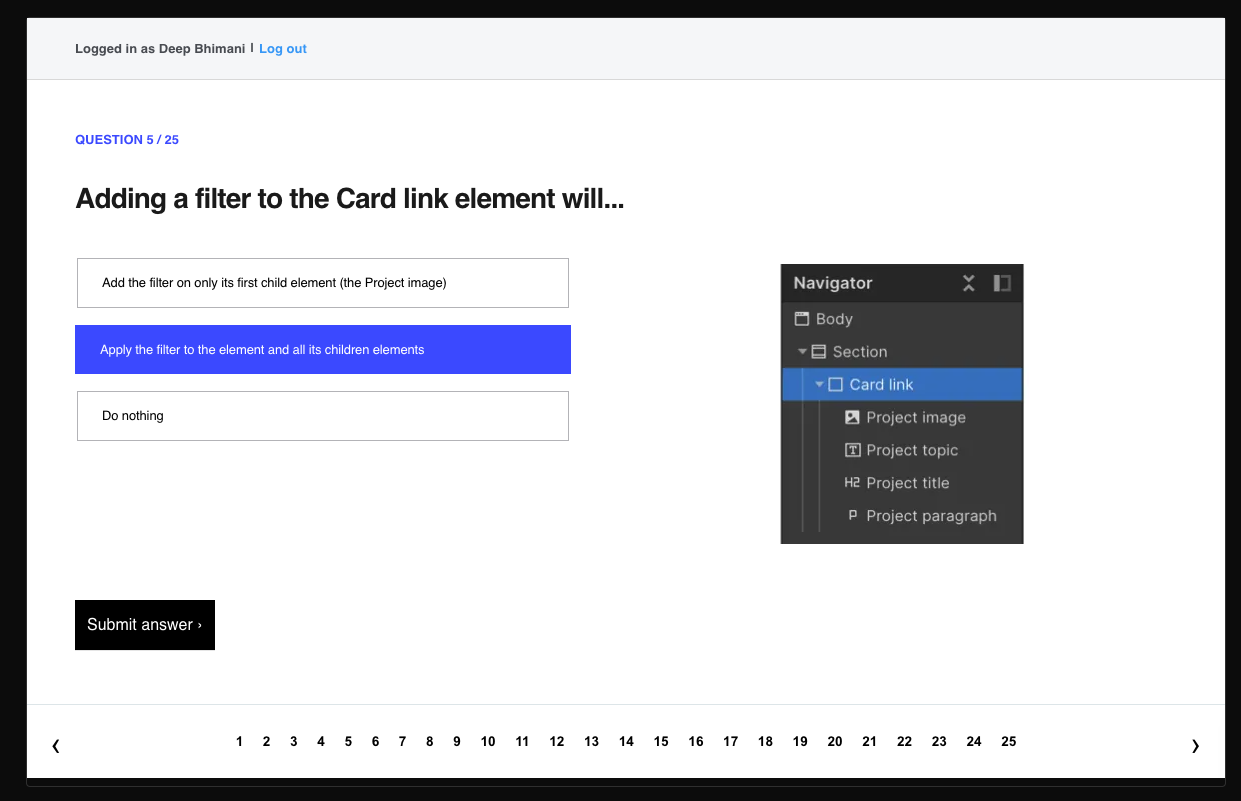 Logged in as Deep Bhimani | Log out
QUESTION 5 / 25
Adding a filter to the Card link element will...
Add the filter on only its first child element (the Project image)
Apply the filter to the element and all its children elements
Do nothing
Navigator
Body
Section
Card link
Project image
Project topic
H2 Project title
P Project paragraph
Submit answer ›
‹ 1 2 3 4 5 6 7 8 9 10 11 12 13 14 15 16 17 18 19 20 21 22 23 24 25 ›